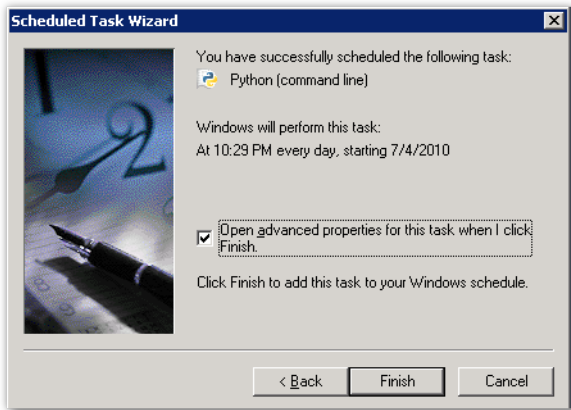 Scheduled Task Wizard
You have successfully scheduled the following task:
Python (command line)
Windows will perform this task:
At 10:29 PM every day, starting 7/4/2010
Open advanced properties for this task when I click
Finish.
Click Finish to add this task to your Windows schedule.
< Back
Finish
Cancel